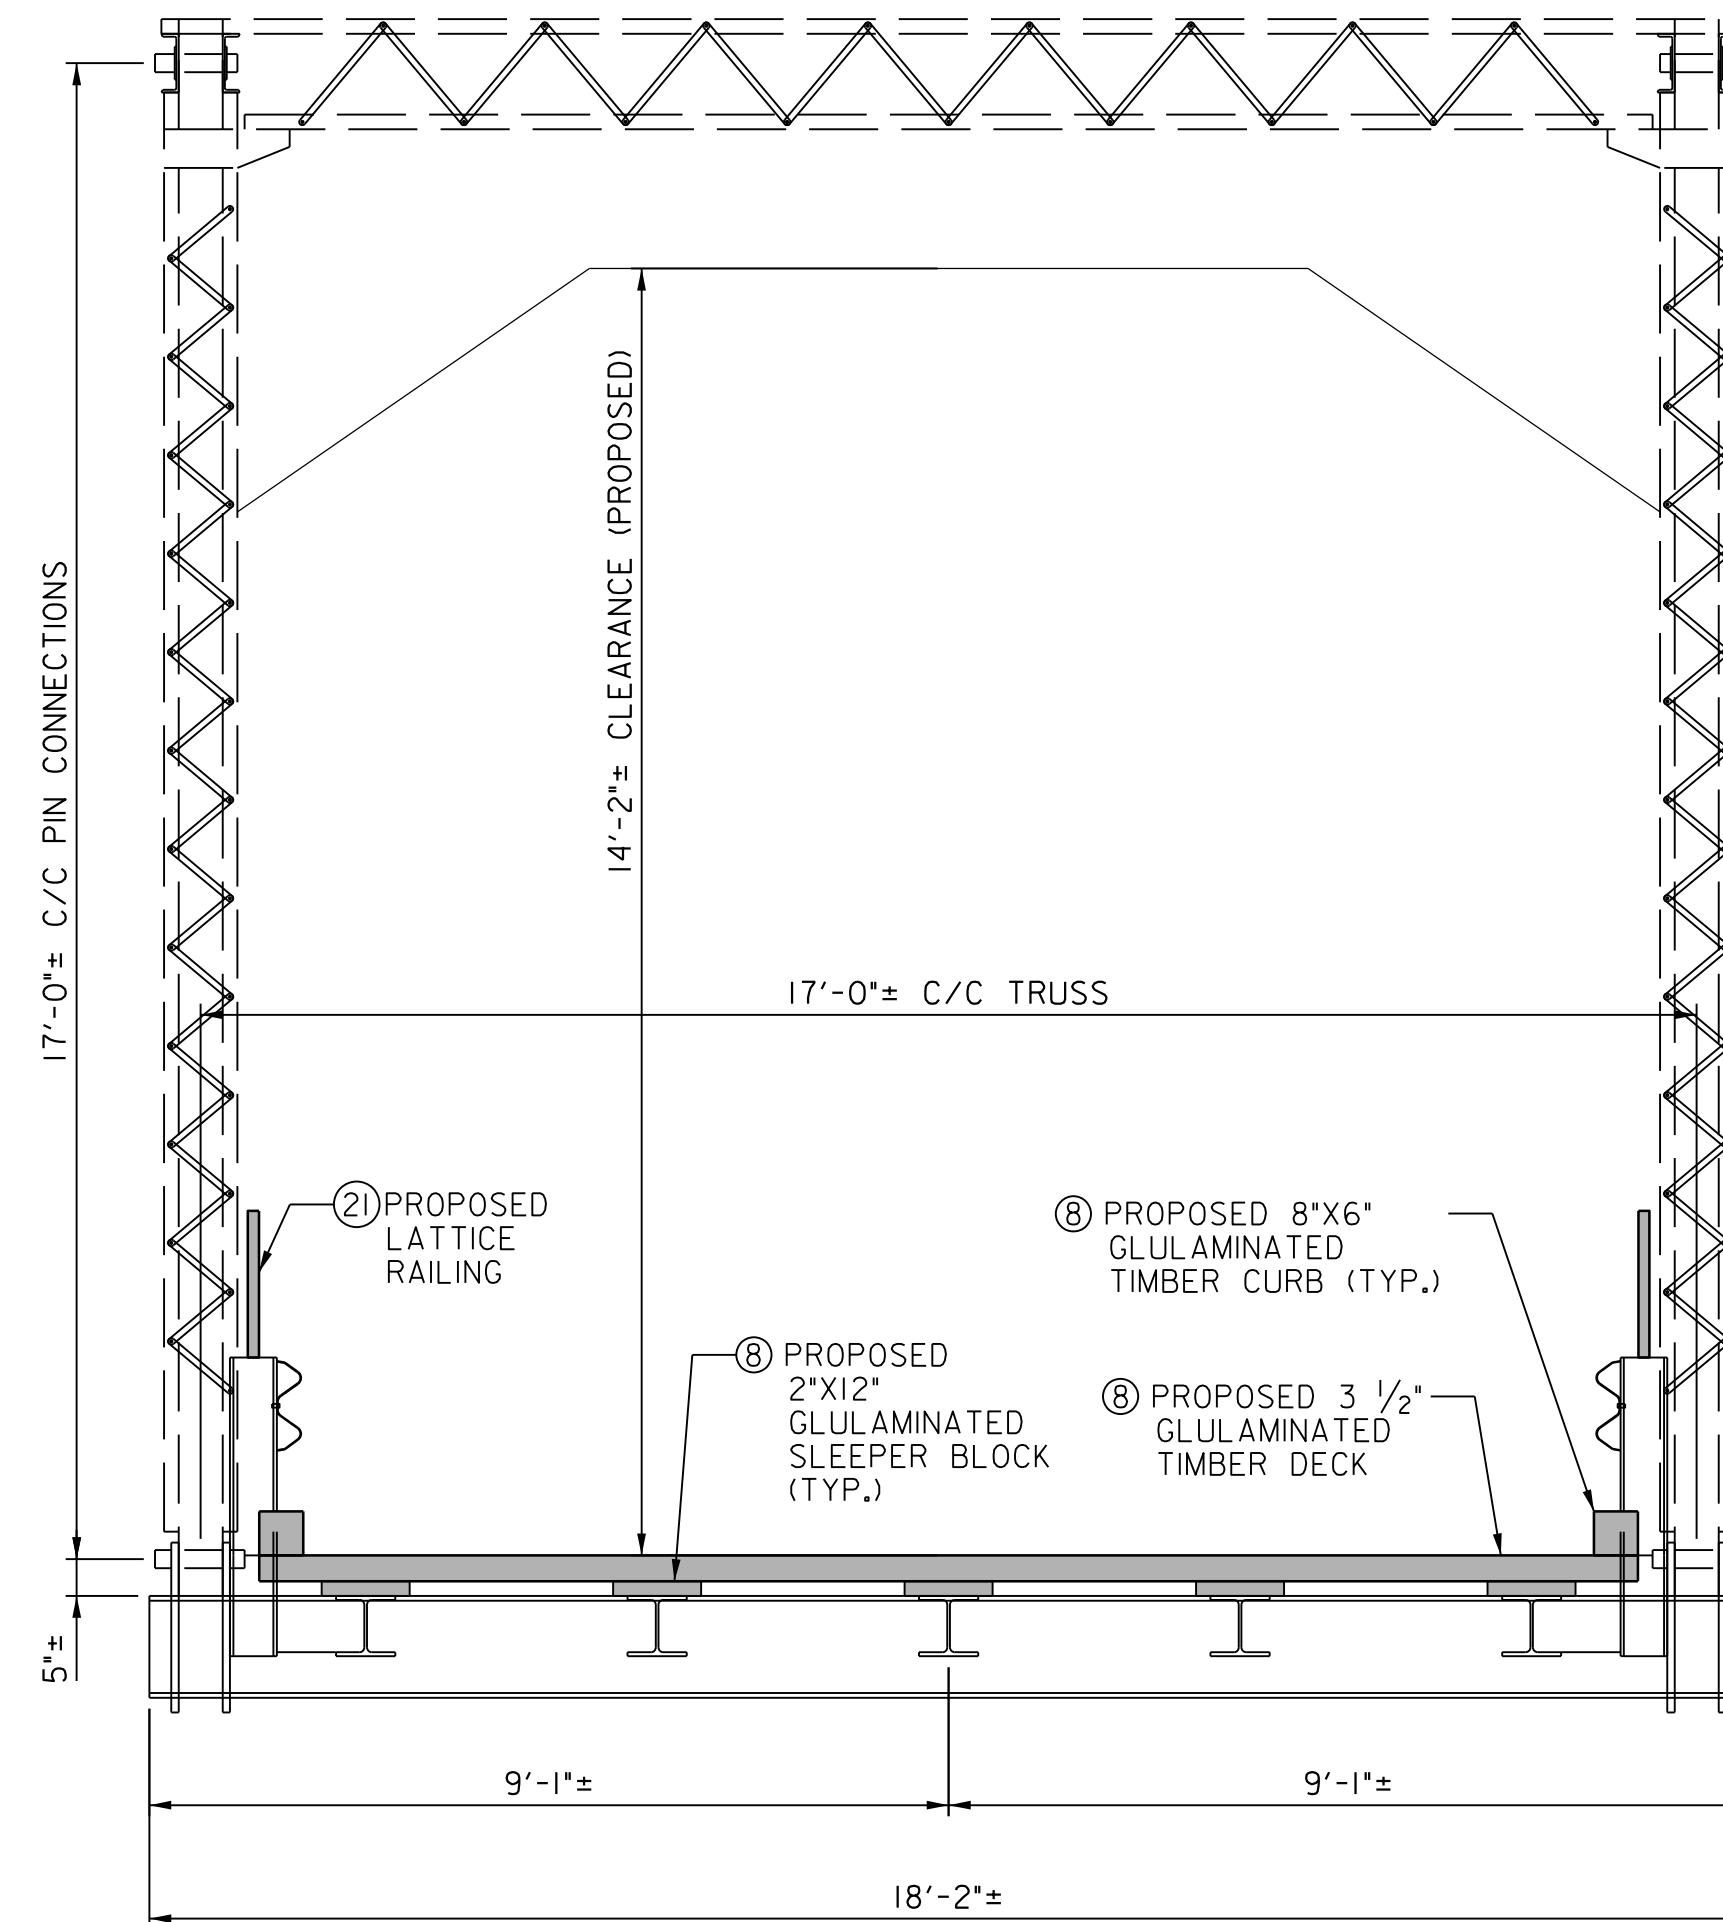 14'-2"± CLEARANCE (PROPOSED)
17'-0"± C/C PIN CONNECTIONS
17'-0"± C/C TRUSS
21 PROPOSED
LATTICE
RAILING
8 PROPOSED 8"X6"
GLULAMINATED
TIMBER CURB (TYP.)
8 PROPOSED
2"X12"
GLULAMINATED
SLEEPER BLOCK
(TYP.)
8 PROPOSED 3 1/2"
GLULAMINATED
TIMBER DECK
5"±
9'-1"±
9'-1"±
18'-2"±